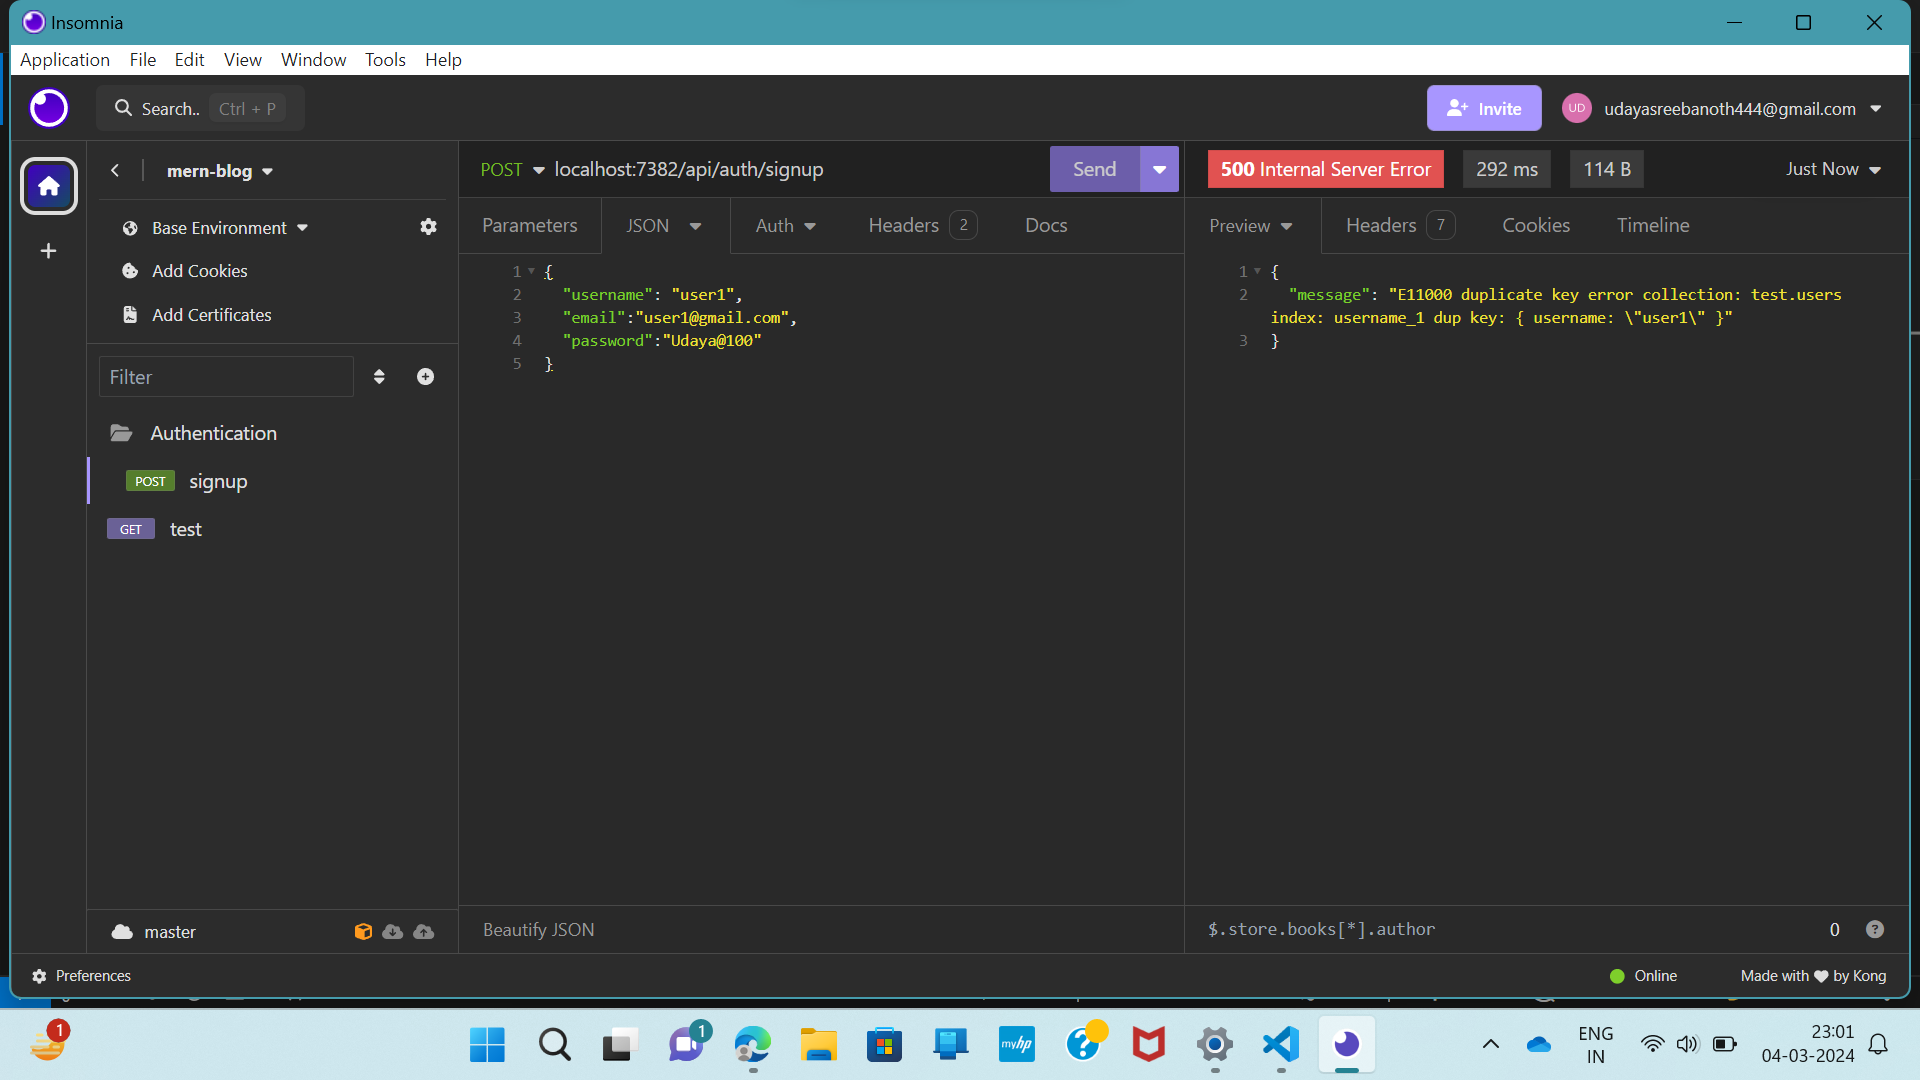 Insomnia
Application File Edit View Window Tools Help
Search.. Ctrl + P
Invite
UD udayasreebanoth444@gmail.com
mern-blog
Base Environment
Add Cookies
Add Certificates
Filter
Authentication
POST signup
GET test
master
POST localhost:7382/api/auth/signup Send
Parameters JSON Auth Headers 2 Docs
1 {
2 "username": "user1",
3 "email":"user1@gmail.com",
4 "password":"Udaya@100"
5 }
Beautify JSON
500 Internal Server Error 292 ms 114 B Just Now
Preview Headers 7 Cookies Timeline
1 {
2 "message": "E11000 duplicate key error collection: test.users
index: username_1 dup key: { username: \"user1\" }"
3 }
$.store.books[*].author 0 ?
Preferences
Online Made with by Kong
1
1
myhp
?
ENG
IN
23:01
04-03-2024